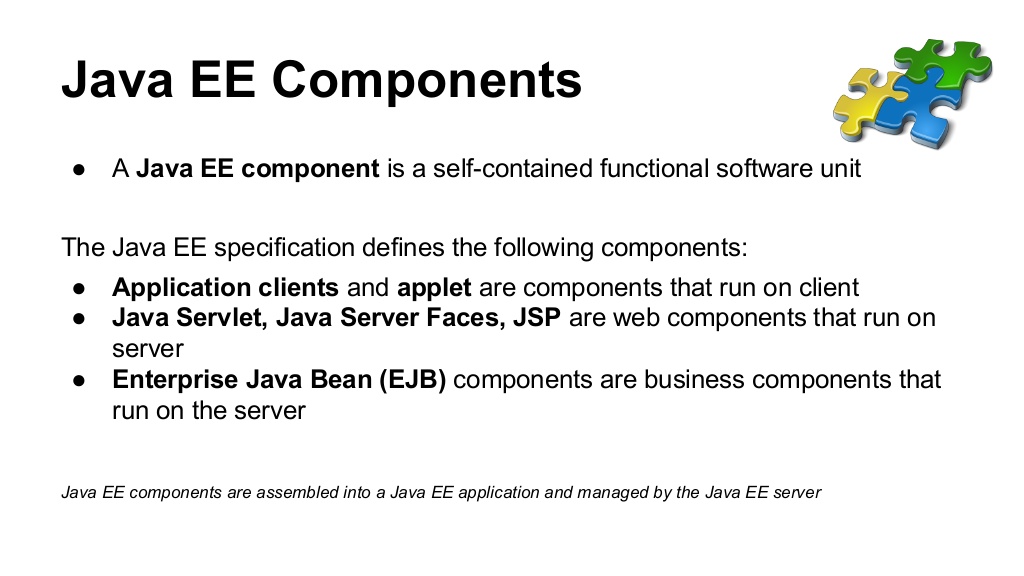 Java EE Components
● A Java EE component is a self-contained functional software unit
The Java EE specification defines the following components:
● Application clients and applet are components that run on client
● Java Servlet, Java Server Faces, JSP are web components that run on
server
● Enterprise Java Bean (EJB) components are business components that
run on the server
Java EE components are assembled into a Java EE application and managed by the Java EE server